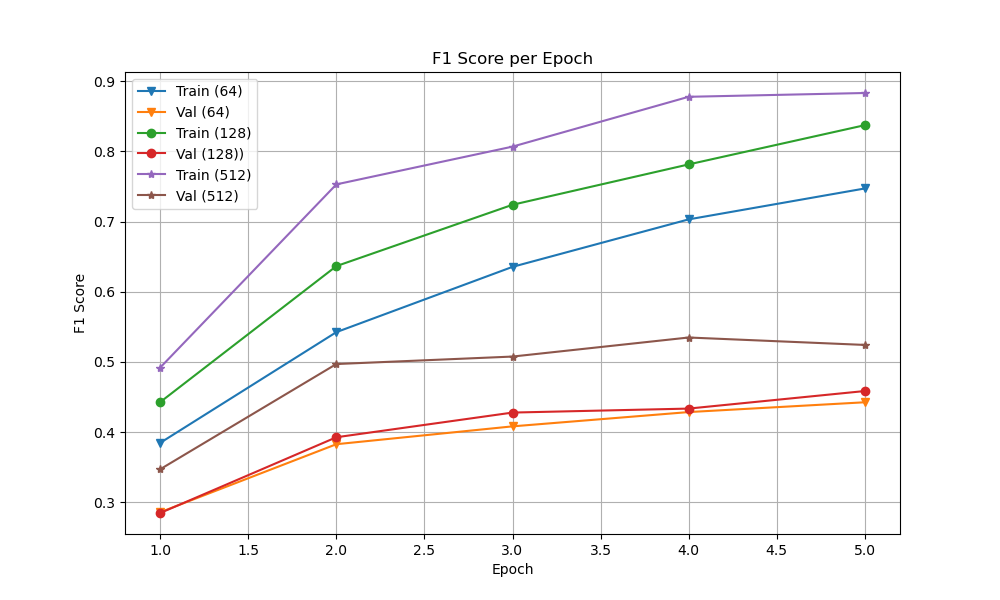 F1 Score per Epoch
Train (64)
Val (64)
Train (128)
Val (128))
Train (512)
Val (512)
F1 Score
0.9
0.8
0.7
0.6
0.5
0.4
0.3
1.0 1.5 2.0 2.5 3.0 3.5 4.0 4.5 5.0
Epoch